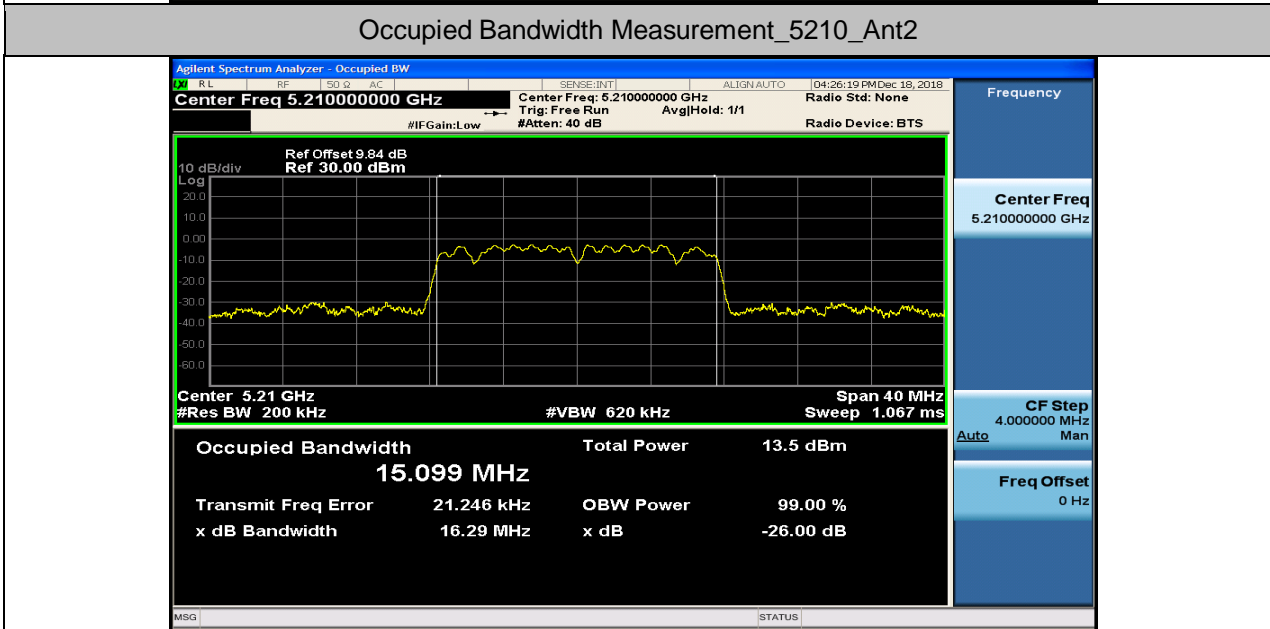 Occupied Bandwidth Measurement_5210_Ant2
Agilent Spectrum Analyzer - Occupied BW
LXI RL RF 50 Ω AC SENSE:INT ALIGN AUTO 04:26:19 PM Dec 18, 2018
Center Freq 5.210000000 GHz Center Freq: 5.210000000 GHz Radio Std: None
Trig: Free Run Avg|Hold: 1/1
#IFGain:Low #Atten: 40 dB Radio Device: BTS
Ref Offset 9.84 dB
10 dB/div Ref 30.00 dBm
Log
20.0
10.0
0.00
-10.0
-20.0
-30.0
-40.0
-50.0
-60.0
Center 5.21 GHz Span 40 MHz
#Res BW 200 kHz #VBW 620 kHz Sweep 1.067 ms
Occupied Bandwidth Total Power 13.5 dBm
15.099 MHz
Transmit Freq Error 21.246 kHz OBW Power 99.00 %
x dB Bandwidth 16.29 MHz x dB -26.00 dB
Frequency
Center Freq
5.210000000 GHz
CF Step
4.000000 MHz
Auto Man
Freq Offset
0 Hz
MSG STATUS